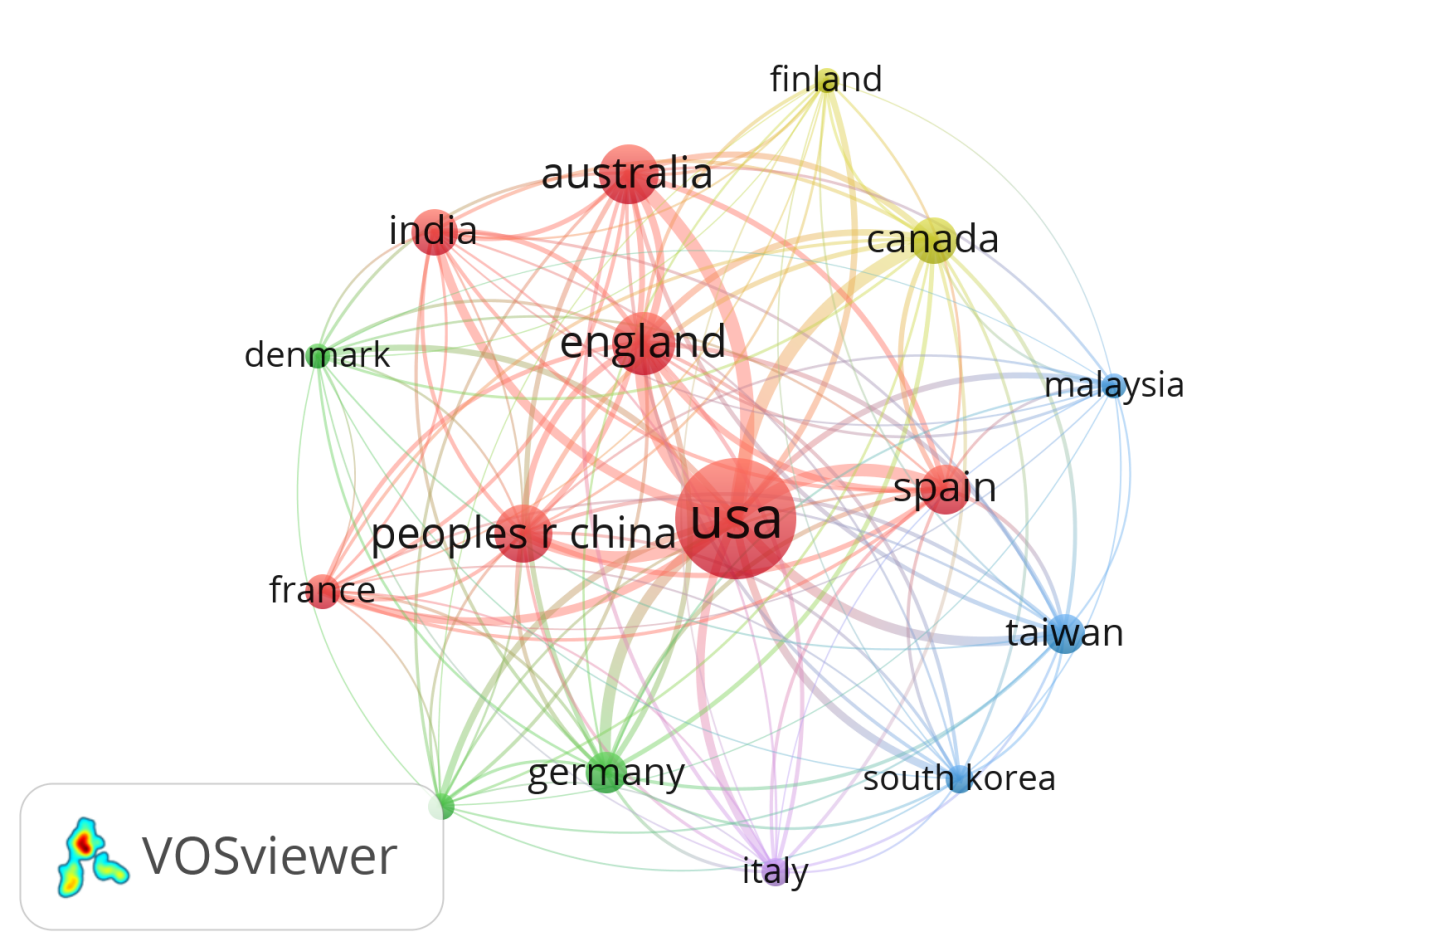 finland
australia
india
canada
england
denmark
malaysia
spain
usa
peoples r china
france
taiwan
germany
south korea
italy
VOSviewer